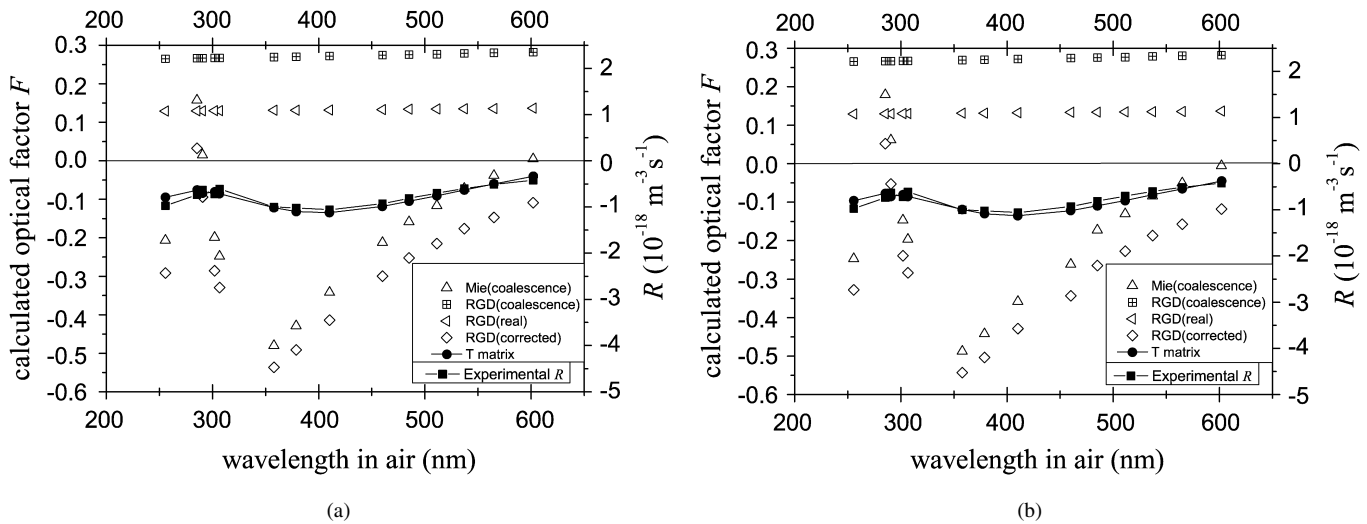 200 300 400 500 600
0.3
0.2
0.1
0.0
-0.1
-0.2
-0.3
-0.4
-0.5
-0.6
calculated optical factor F
2
1
0
-1
-2
-3
-4
-5
R (10⁻¹⁸ m⁻³ s⁻¹)
Mie(coalescence)
RGD(coalescence)
RGD(real)
RGD(corrected)
T matrix
Experimental R
200 300 400 500 600
wavelength in air (nm)
(a)
200 300 400 500 600
0.3
0.2
0.1
0.0
-0.1
-0.2
-0.3
-0.4
-0.5
-0.6
calculated optical factor F
2
1
0
-1
-2
-3
-4
-5
R (10⁻¹⁸ m⁻³ s⁻¹)
Mie(coalescence)
RGD(coalescence)
RGD(real)
RGD(corrected)
T matrix
Experimental R
200 300 400 500 600
wavelength in air (nm)
(b)